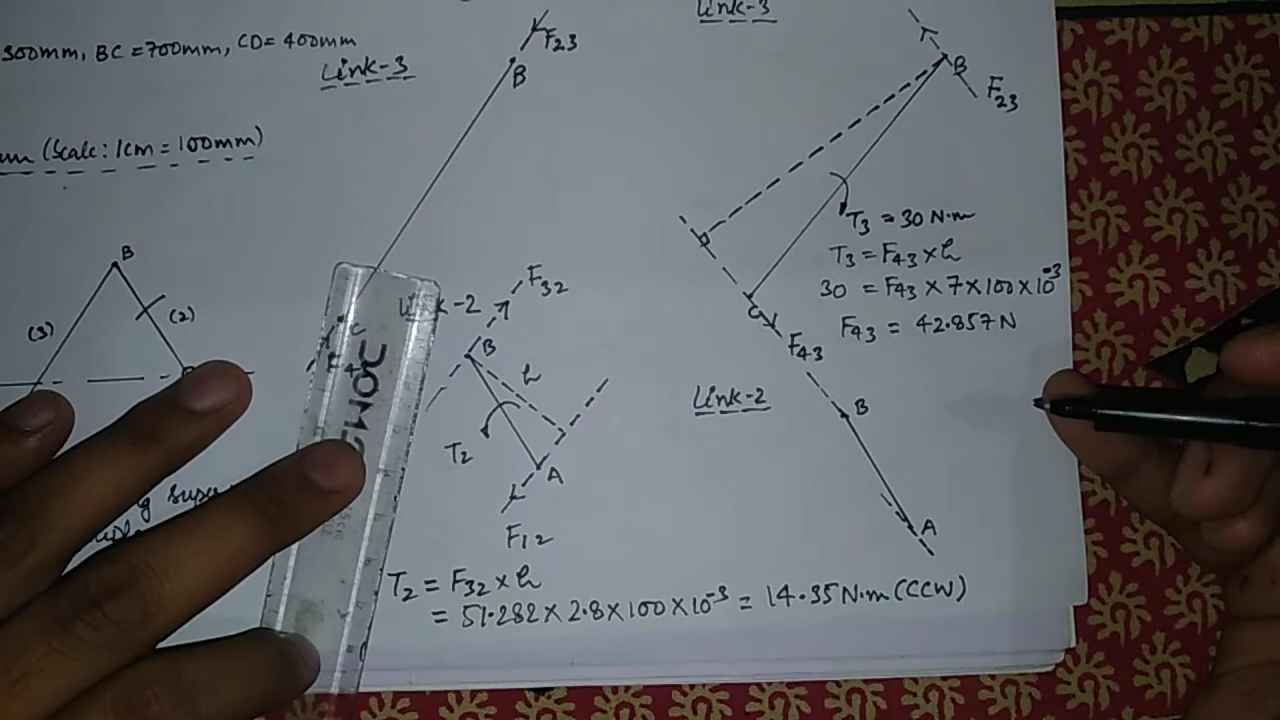 300mm, BC = 700mm, CD = 400mm
Link-3
F23
B
(Scale: 1cm = 100mm)
B
(3)
(2)
C
30M
Link-2
F32
B
h
T2
A
F12
T2 = F32 × h
= 51.282 × 2.8 × 100 × 10^-3 = 14.35 N.m (CCW)
Link-3
B
F23
T3 = 30 N.m
T3 = F43 × h
30 = F43 × 7 × 100 × 10^-3
F43 = 42.857 N
C
F43
Link-2
B
A